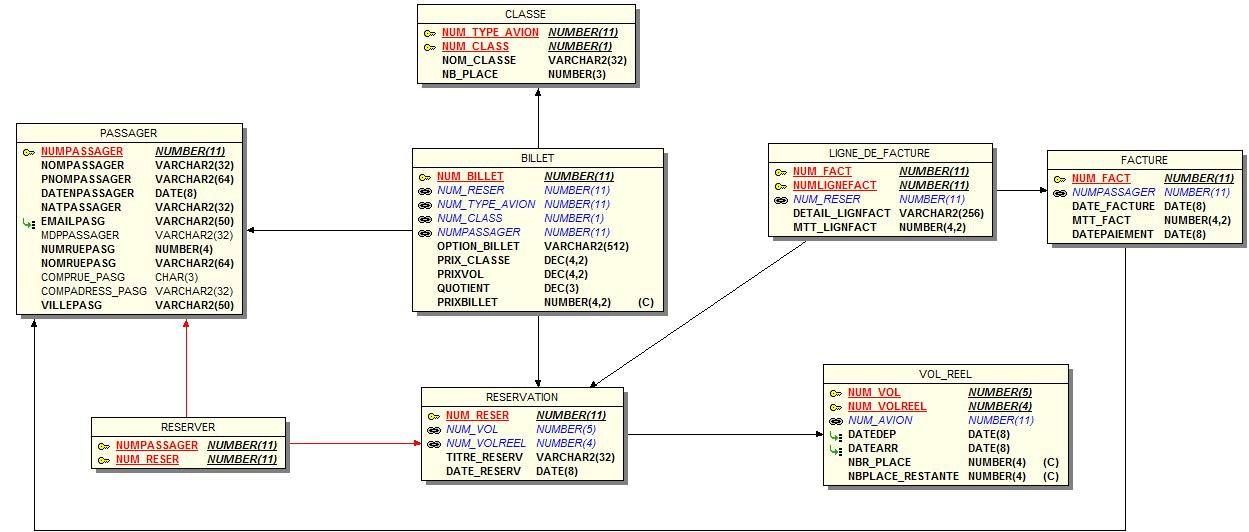 CLASSE
NUM_TYPE_AVION NUMBER(11)
NUM_CLASS NUMBER(1)
NOM_CLASSE VARCHAR2(32)
NB_PLACE NUMBER(3)
PASSAGER
NUMPASSAGER NUMBER(11)
NOMPASSAGER VARCHAR2(32)
PNOMPASSAGER VARCHAR2(64)
DATENPASSAGER DATE(8)
NATPASSAGER VARCHAR2(32)
EMAILPASG VARCHAR2(50)
MDPPASSAGER VARCHAR2(32)
NUMRUEPASG NUMBER(4)
NOMRUEPASG VARCHAR2(64)
COMPRUE_PASG CHAR(3)
COMPADRESS_PASG VARCHAR2(32)
VILLEPASG VARCHAR2(50)
BILLET
NUM_BILLET NUMBER(11)
NUM_RESER NUMBER(11)
NUM_TYPE_AVION NUMBER(11)
NUM_CLASS NUMBER(1)
NUMPASSAGER NUMBER(11)
OPTION_BILLET VARCHAR2(512)
PRIX_CLASSE DEC(4,2)
PRIXVOL DEC(4,2)
QUOTIENT DEC(3)
PRIXBILLET NUMBER(4,2) (C)
LIGNE_DE_FACTURE
NUM_FACT NUMBER(11)
NUMLIGNEFACT NUMBER(11)
NUM_RESER NUMBER(11)
DETAIL_LIGNFACT VARCHAR2(256)
MTT_LIGNFACT NUMBER(4,2)
FACTURE
NUM_FACT NUMBER(11)
NUMPASSAGER NUMBER(11)
DATE_FACTURE DATE(8)
MTT_FACT NUMBER(4,2)
DATEPAIEMENT DATE(8)
RESERVER
NUMPASSAGER NUMBER(11)
NUM_RESER NUMBER(11)
RESERVATION
NUM_RESER NUMBER(11)
NUM_VOL NUMBER(5)
NUM_VOLREEL NUMBER(4)
TITRE_RESERV VARCHAR2(32)
DATE_RESERV DATE(8)
VOL_REEL
NUM_VOL NUMBER(5)
NUM_VOLREEL NUMBER(4)
NUM_AVION NUMBER(11)
DATEDEP DATE(8)
DATEARR DATE(8)
NBR_PLACE NUMBER(4) (C)
NBPLACE_RESTANTE NUMBER(4) (C)